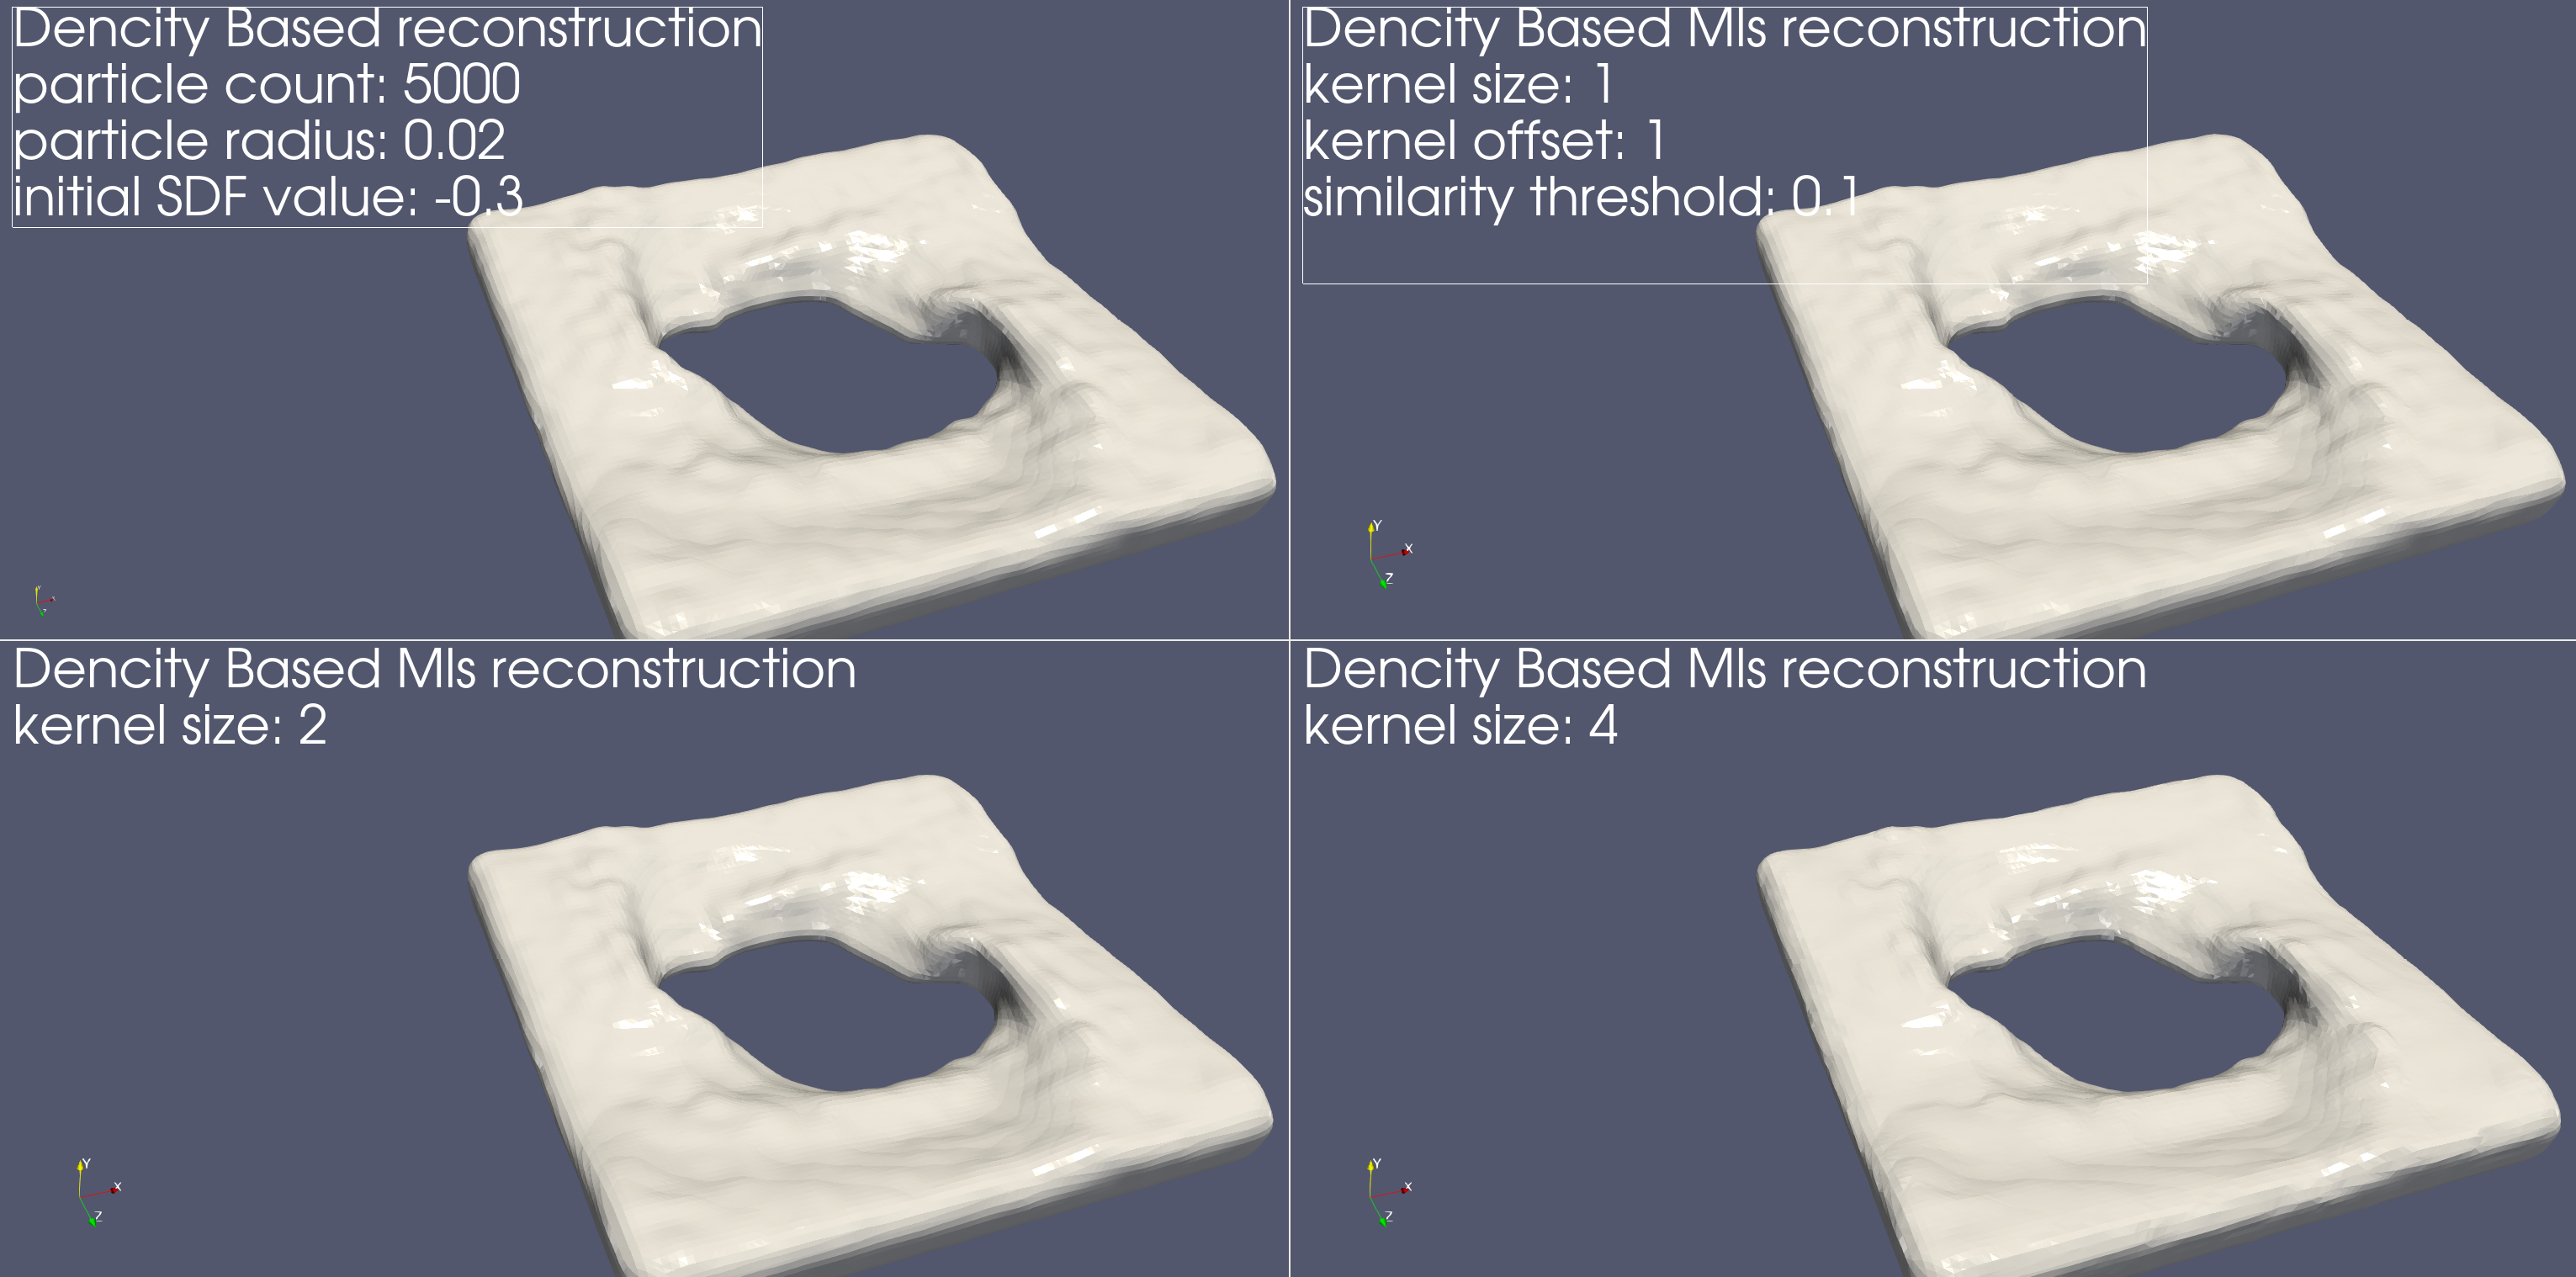 Dencity Based reconstruction
particle count: 5000
particle radius: 0.02
initial SDF value: -0.3
Dencity Based Mls reconstruction
kernel size: 1
kernel offset: 1
similarity threshold: 0.1
Y
X
Z
Dencity Based Mls reconstruction
kernel size: 2
Y
X
Z
Dencity Based Mls reconstruction
kernel size: 4
Y
X
Z